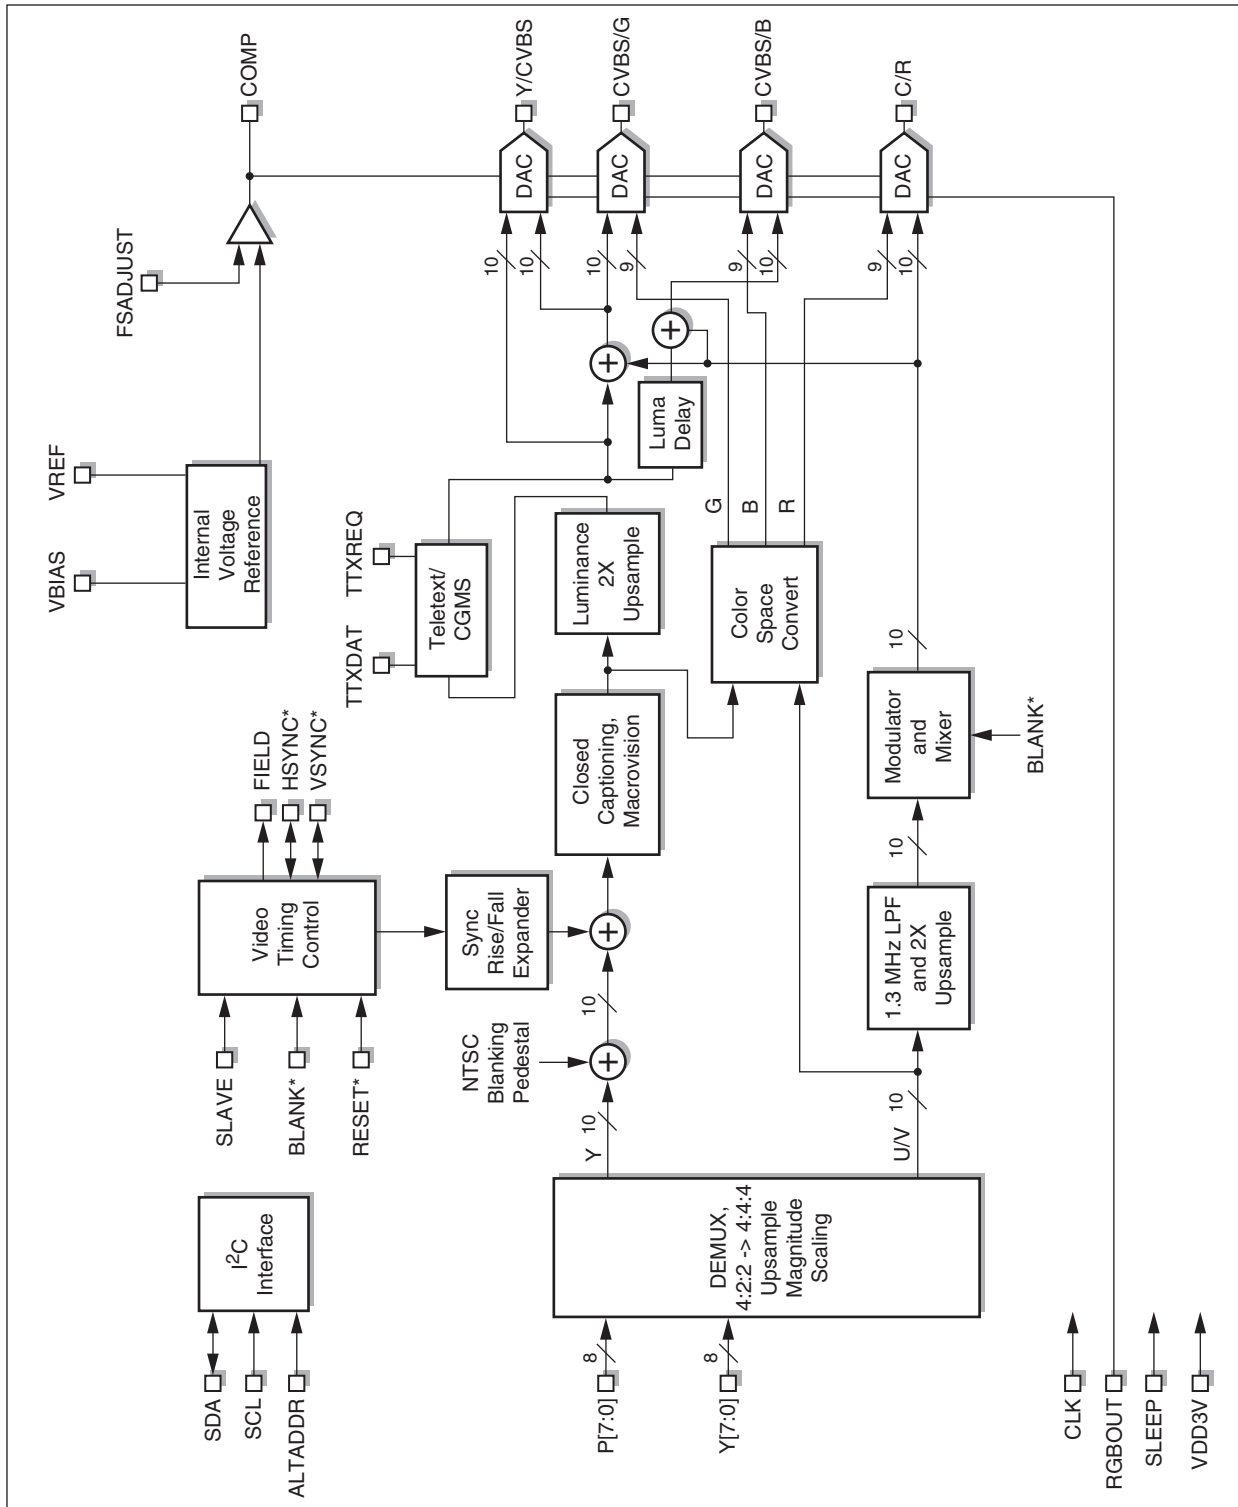 SDA
SCL
ALTADDR
I2C
Interface
SLAVE
BLANK*
RESET*
Video
Timing
Control
FIELD
HSYNC*
VSYNC*
VBIAS
VREF
Internal
Voltage
Reference
FSADJUST
COMP
TTXDAT
TTXREQ
Teletext/
CGMS
Sync
Rise/Fall
Expander
NTSC
Blanking
Pedestal
P[7:0]
8
Y[7:0]
8
DEMUX,
4:2:2 -> 4:4:4
Upsample
Magnitude
Scaling
Y
10
+
10
+
Closed
Captioning,
Macrovision
Luminance
2X
Upsample
Luma
Delay
+
+
10
10
DAC
Y/CVBS
10
9
DAC
CVBS/G
9
10
DAC
CVBS/B
9
10
DAC
C/R
Color
Space
Convert
G
B
R
U/V
10
1.3 MHz LPF
and 2X
Upsample
10
Modulator
and
Mixer
10
BLANK*
CLK
RGBOUT
SLEEP
VDD3V